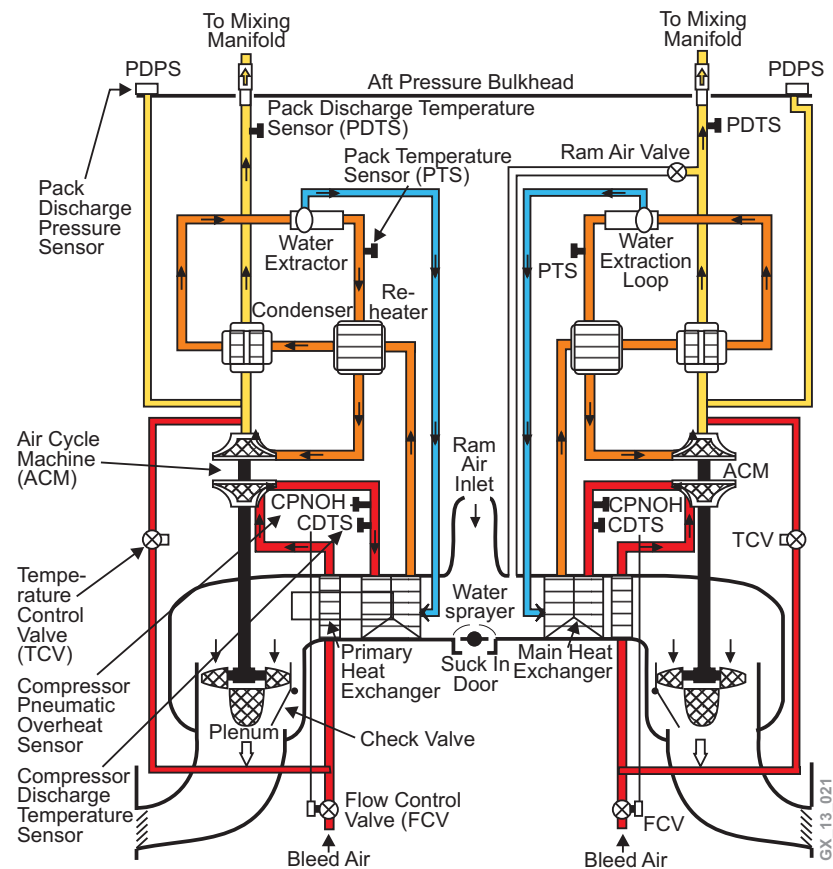 To Mixing
Manifold
To Mixing
Manifold
PDPS
Aft Pressure Bulkhead
PDPS
Pack Discharge Temperature
Sensor (PDTS)
PDTS
Pack Temperature
Sensor (PTS)
Ram Air Valve
Pack
Discharge
Pressure
Sensor
Water
Extractor
PTS
Water
Extraction
Loop
Condenser
Re-
heater
Air Cycle
Machine
(ACM)
Ram
Air
Inlet
ACM
CPNOH
CDTS
CPNOH
CDTS
TCV
Tempe-
rature
Control
Valve
(TCV)
Water
sprayer
Primary
Heat
Exchanger
Suck In
Door
Main Heat
Exchanger
Compressor
Pneumatic
Overheat
Sensor
Plenum
Check Valve
Compressor
Discharge
Temperature
Sensor
Flow Control
Valve (FCV
FCV
Bleed Air
Bleed Air
GX_13_021